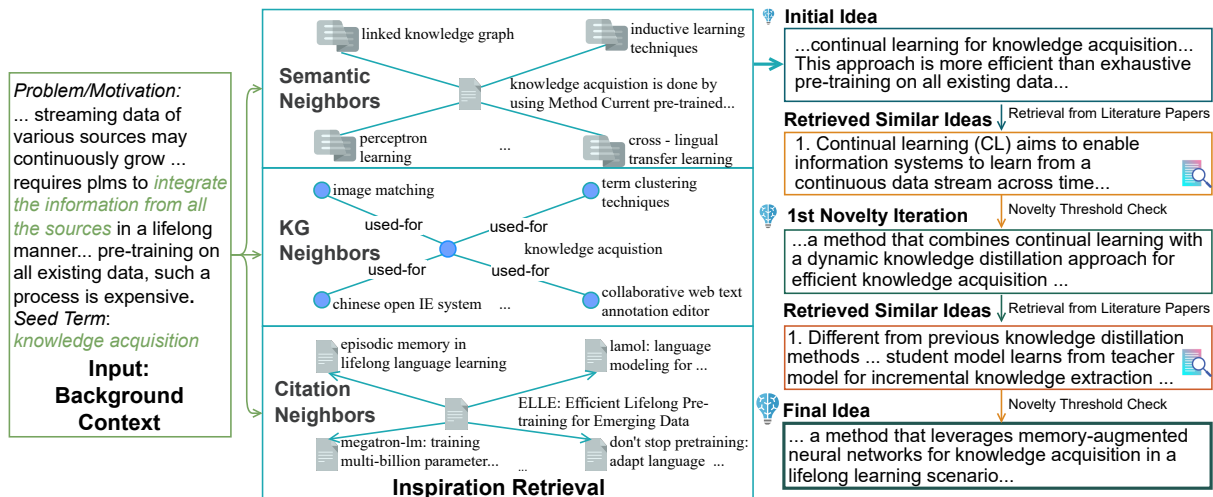 Problem/Motivation:
... streaming data of
various sources may
continuously grow ...
requires plms to integrate
the information from all
the sources in a lifelong
manner... pre-training on
all existing data, such a
process is expensive.
Seed Term:
knowledge acquisition
Input:
Background
Context
Semantic
Neighbors
linked knowledge graph
inductive learning
techniques
knowledge acquistion is done by
using Method Current pre-trained...
perceptron
learning
...
cross - lingual
transfer learning
KG
Neighbors
image matching
term clustering
techniques
used-for
used-for
knowledge acquistion
used-for
used-for
chinese open IE system
...
collaborative web text
annotation editor
Citation
Neighbors
episodic memory in
lifelong language learning
lamol: language
modeling for ...
ELLE: Efficient Lifelong Pre-
training for Emerging Data
megatron-lm: training
multi-billion parameter...
...
don't stop pretraining:
adapt language ...
Inspiration Retrieval
Initial Idea
...continual learning for knowledge acquisition...
This approach is more efficient than exhaustive
pre-training on all existing data...
Retrieved Similar Ideas
Retrieval from Literature Papers
1. Continual learning (CL) aims to enable
information systems to learn from a
continuous data stream across time...
1st Novelty Iteration
Novelty Threshold Check
...a method that combines continual learning with
a dynamic knowledge distillation approach for
efficient knowledge acquisition ...
Retrieved Similar Ideas
Retrieval from Literature Papers
1. Different from previous knowledge distillation
methods ... student model learns from teacher
model for incremental knowledge extraction ...
Final Idea
Novelty Threshold Check
... a method that leverages memory-augmented
neural networks for knowledge acquisition in a
lifelong learning scenario...